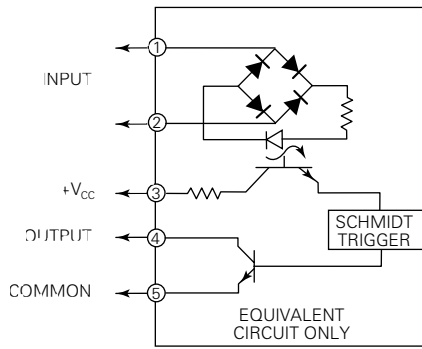 1
INPUT
2
+VCC
3
OUTPUT
4
SCHMIDT
TRIGGER
COMMON
5
EQUIVALENT
CIRCUIT ONLY